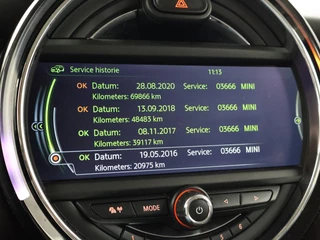 Service historie 11:13
OK Datum: 28.08.2020 Service: 03666 MINI
Kilometers: 69866 km
OK Datum: 13.09.2018 Service: 03666 MINI
Kilometers: 48483 km
OK Datum: 08.11.2017 Service: 03666 MINI
Kilometers: 39117 km
OK Datum: 19.05.2016 Service: 03666 MINI
Kilometers: 20975 km
MODE